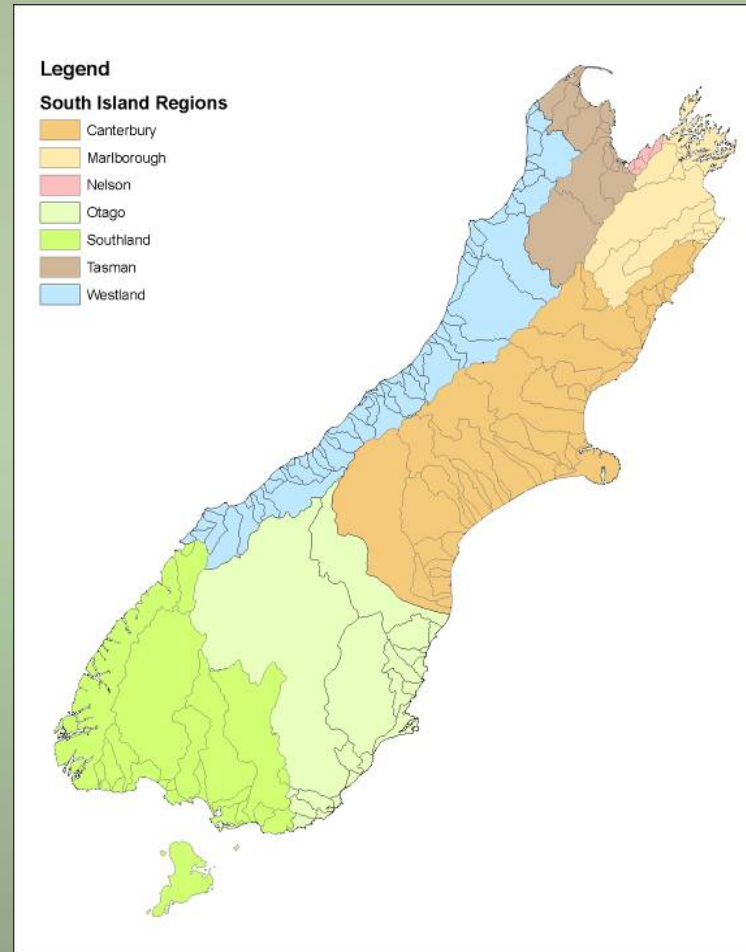 Legend
South Island Regions
Canterbury
Marlborough
Nelson
Otago
Southland
Tasman
Westland